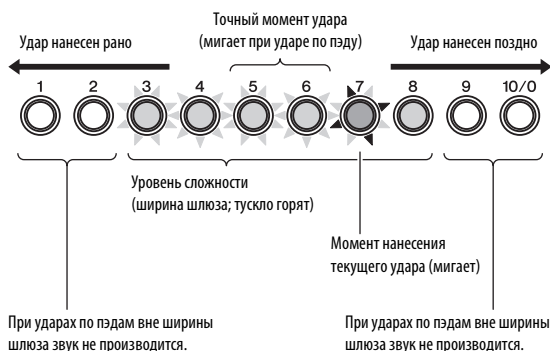 Точный момент удара
(мигает при ударе по пэду)
Удар нанесен рано
Удар нанесен поздно
1 2 3 4 5 6 7 8 9 10/0
Уровень сложности
(ширина шлюза; тускло горят)
Момент нанесения
текущего удара (мигает)
При ударах по пэдам вне ширины
шлюза звук не производится.
При ударах по пэдам вне ширины
шлюза звук не производится.